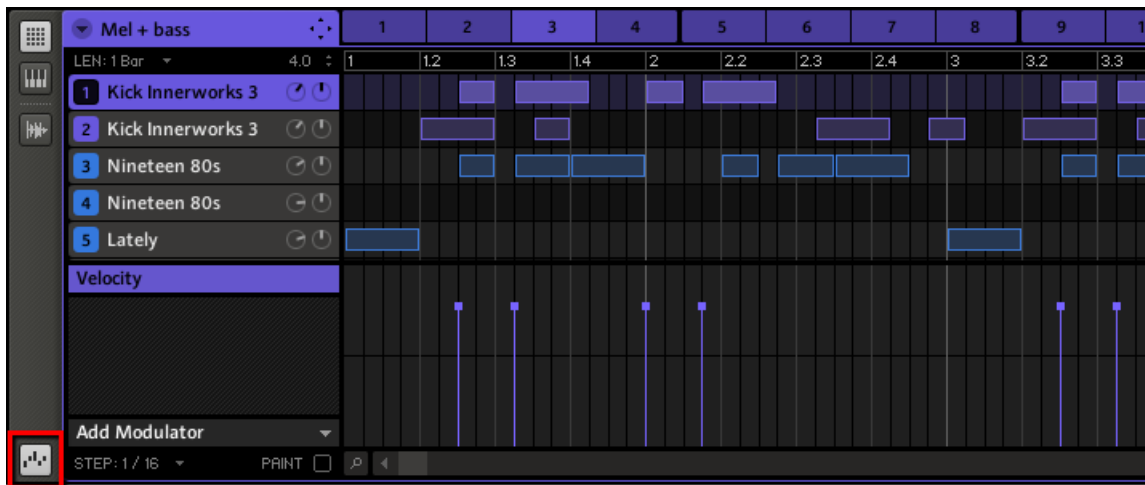 Mel + bass
1 2 3 4 5 6 7 8 9 1
LEN: 1 Bar 4.0
1 1.2 1.3 1.4 2 2.2 2.3 2.4 3 3.2 3.3
1 Kick Innerworks 3
2 Kick Innerworks 3
3 Nineteen 80s
4 Nineteen 80s
5 Lately
Velocity
Add Modulator
STEP: 1 / 16 PAINT